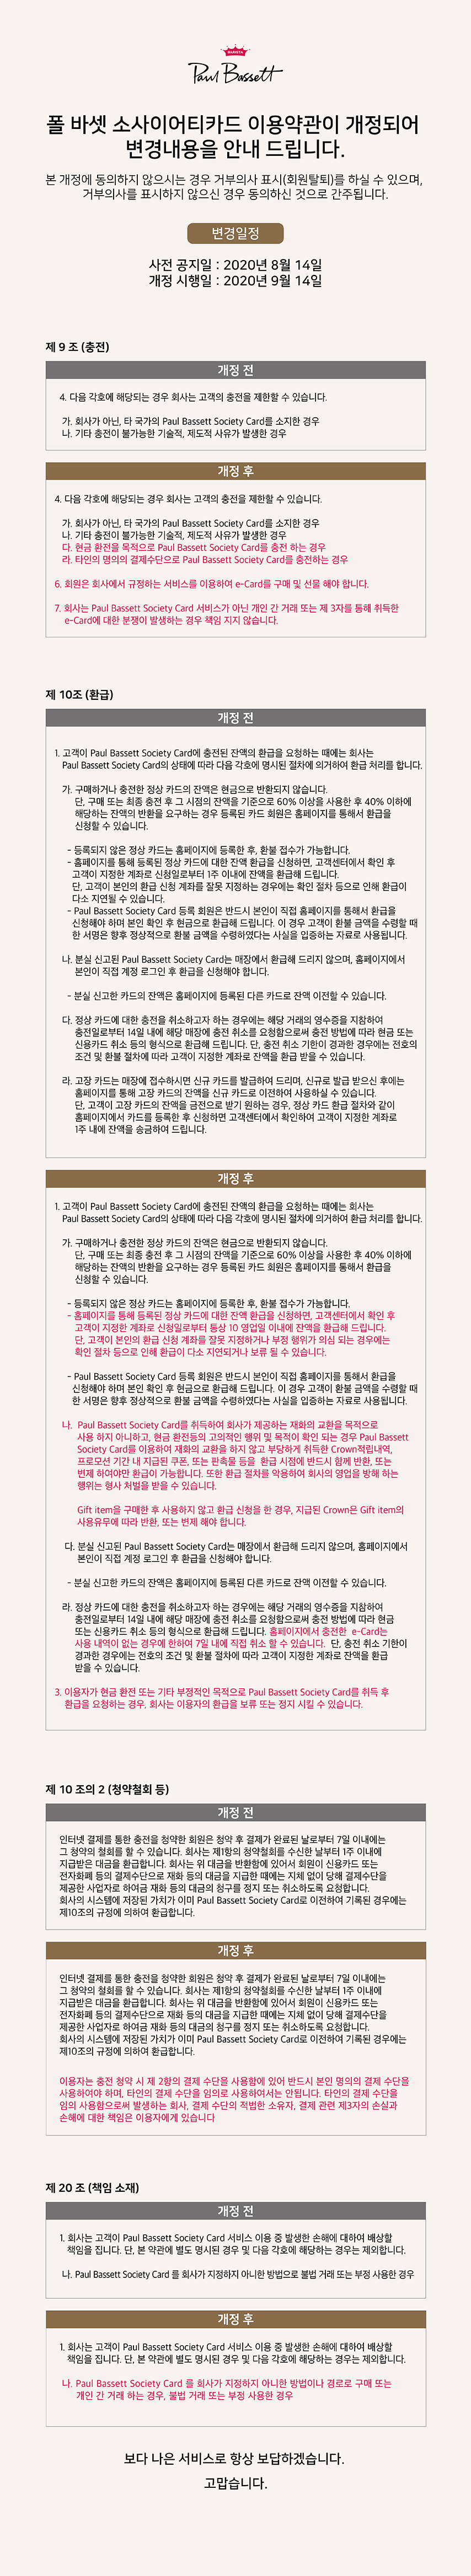 BARISTA
Paul Bassett
폴 바셋 소사이어티카드 이용약관이 개정되어
변경내용을 안내 드립니다.
본 개정에 동의하지 않으시는 경우 거부의사 표시(회원탈퇴)를 하실 수 있으며,
거부의사를 표시하지 않으신 경우 동의하신 것으로 간주됩니다.
변경일정
사전 공지일 : 2020년 8월 14일
개정 시행일 : 2020년 9월 14일
제 9 조 (충전)
개정 전
4. 다음 각호에 해당되는 경우 회사는 고객의 충전을 제한할 수 있습니다.
가. 회사가 아닌, 타 국가의 Paul Bassett Society Card를 소지한 경우
나. 기타 충전이 불가능한 기술적, 제도적 사유가 발생한 경우
개정 후
4. 다음 각호에 해당되는 경우 회사는 고객의 충전을 제한할 수 있습니다.
가. 회사가 아닌, 타 국가의 Paul Bassett Society Card를 소지한 경우
나. 기타 충전이 불가능한 기술적, 제도적 사유가 발생한 경우
다. 현금 환전을 목적으로 Paul Bassett Society Card를 충전 하는 경우
라. 타인의 명의의 결제수단으로 Paul Bassett Society Card를 충전하는 경우
6. 회원은 회사에서 규정하는 서비스를 이용하여 e-Card를 구매 및 선물 해야 합니다.
7. 회사는 Paul Bassett Society Card 서비스가 아닌 개인 간 거래 또는 제 3자를 통해 취득한
e-Card에 대한 분쟁이 발생하는 경우 책임 지지 않습니다.
제 10조 (환급)
개정 전
1. 고객이 Paul Bassett Society Card에 충전된 잔액의 환급을 요청하는 때에는 회사는
Paul Bassett Society Card의 상태에 따라 다음 각호에 명시된 절차에 의거하여 환급 처리를 합니다.
가. 구매하거나 충전한 정상 카드의 잔액은 현금으로 반환되지 않습니다.
단, 구매 또는 최종 충전 후 그 시점의 잔액을 기준으로 60% 이상을 사용한 후 40% 이하에
해당하는 잔액의 반환을 요구하는 경우 등록된 카드 회원은 홈페이지를 통해서 환급을
신청할 수 있습니다.
- 등록되지 않은 정상 카드는 홈페이지에 등록한 후, 환불 접수가 가능합니다.
- 홈페이지를 통해 등록된 정상 카드에 대한 잔액 환급을 신청하면, 고객센터에서 확인 후
고객이 지정한 계좌로 신청일로부터 1주 이내에 잔액을 환급해 드립니다.
단, 고객이 본인의 환급 신청 계좌를 잘못 지정하는 경우에는 확인 절차 등으로 인해 환급이
다소 지연될 수 있습니다.
- Paul Bassett Society Card 등록 회원은 반드시 본인이 직접 홈페이지를 통해서 환급을
신청해야 하며 본인 확인 후 현금으로 환급해 드립니다. 이 경우 고객이 환불 금액을 수령할 때
한 서명은 향후 정상적으로 환불 금액을 수령하였다는 사실을 입증하는 자료로 사용됩니다.
나. 분실 신고된 Paul Bassett Society Card는 매장에서 환급해 드리지 않으며, 홈페이지에서
본인이 직접 계정 로그인 후 환급을 신청해야 합니다.
- 분실 신고한 카드의 잔액은 홈페이지에 등록된 다른 카드로 잔액 이전할 수 있습니다.
다. 정상 카드에 대한 충전을 취소하고자 하는 경우에는 해당 거래의 영수증을 지참하여
충전일로부터 14일 내에 해당 매장에 충전 취소를 요청함으로써 충전 방법에 따라 현금 또는
신용카드 취소 등의 형식으로 환급해 드립니다. 단, 충전 취소 기한이 경과한 경우에는 전호의
조건 및 환불 절차에 따라 고객이 지정한 계좌로 잔액을 환급 받을 수 있습니다.
라. 고장 카드는 매장에 접수하시면 신규 카드를 발급하여 드리며, 신규로 발급 받으신 후에는
홈페이지를 통해 고장 카드의 잔액을 신규 카드로 이전하여 사용하실 수 있습니다.
단, 고객이 고장 카드의 잔액을 금전으로 받기 원하는 경우, 정상 카드 환급 절차와 같이
홈페이지에서 카드를 등록한 후 신청하면 고객센터에서 확인하여 고객이 지정한 계좌로
1주 내에 잔액을 송금하여 드립니다.
개정 후
1. 고객이 Paul Bassett Society Card에 충전된 잔액의 환급을 요청하는 때에는 회사는
Paul Bassett Society Card의 상태에 따라 다음 각호에 명시된 절차에 의거하여 환급 처리를 합니다.
가. 구매하거나 충전한 정상 카드의 잔액은 현금으로 반환되지 않습니다.
단, 구매 또는 최종 충전 후 그 시점의 잔액을 기준으로 60% 이상을 사용한 후 40% 이하에
해당하는 잔액의 반환을 요구하는 경우 등록된 카드 회원은 홈페이지를 통해서 환급을
신청할 수 있습니다.
- 등록되지 않은 정상 카드는 홈페이지에 등록한 후, 환불 접수가 가능합니다.
- 홈페이지를 통해 등록된 정상 카드에 대한 잔액 환급을 신청하면, 고객센터에서 확인 후
고객이 지정한 계좌로 신청일로부터 통상 10 영업일 이내에 잔액을 환급해 드립니다.
단, 고객이 본인의 환급 신청 계좌를 잘못 지정하거나 부정 행위가 의심 되는 경우에는
확인 절차 등으로 인해 환급이 다소 지연되거나 보류 될 수 있습니다.
- Paul Bassett Society Card 등록 회원은 반드시 본인이 직접 홈페이지를 통해서 환급을
신청해야 하며 본인 확인 후 현금으로 환급해 드립니다. 이 경우 고객이 환불 금액을 수령할 때
한 서명은 향후 정상적으로 환불 금액을 수령하였다는 사실을 입증하는 자료로 사용됩니다.
나. Paul Bassett Society Card를 취득하여 회사가 제공하는 재화의 교환을 목적으로
사용 하지 아니하고, 현금 환전등의 고의적인 행위 및 목적이 확인 되는 경우 Paul Bassett
Society Card를 이용하여 재화의 교환을 하지 않고 부당하게 취득한 Crown적립내역,
프로모션 기간 내 지급된 쿠폰, 또는 판촉물 등을 환급 시점에 반드시 함께 반환, 또는
변제 하여야만 환급이 가능합니다. 또한 환급 절차를 악용하여 회사의 영업을 방해 하는
행위는 형사 처벌을 받을 수 있습니다.
Gift item을 구매한 후 사용하지 않고 환급 신청을 한 경우, 지급된 Crown은 Gift item의
사용유무에 따라 반환, 또는 변제 해야 합니다.
다. 분실 신고된 Paul Bassett Society Card는 매장에서 환급해 드리지 않으며, 홈페이지에서
본인이 직접 계정 로그인 후 환급을 신청해야 합니다.
- 분실 신고한 카드의 잔액은 홈페이지에 등록된 다른 카드로 잔액 이전할 수 있습니다.
라. 정상 카드에 대한 충전을 취소하고자 하는 경우에는 해당 거래의 영수증을 지참하여
충전일로부터 14일 내에 해당 매장에 충전 취소를 요청함으로써 충전 방법에 따라 현금
또는 신용카드 취소 등의 형식으로 환급해 드립니다. 홈페이지에서 충전한 e-Card는
사용 내역이 없는 경우에 한하여 7일 내에 직접 취소 할 수 있습니다. 단, 충전 취소 기한이
경과한 경우에는 전호의 조건 및 환불 절차에 따라 고객이 지정한 계좌로 잔액을 환급
받을 수 있습니다.
3. 이용자가 현금 환전 또는 기타 부정적인 목적으로 Paul Bassett Society Card를 취득 후
환급을 요청하는 경우, 회사는 이용자의 환급을 보류 또는 정지 시킬 수 있습니다.
제 10 조의 2 (청약철회 등)
개정 전
인터넷 결제를 통한 충전을 청약한 회원은 청약 후 결제가 완료된 날로부터 7일 이내에는
그 청약의 철회를 할 수 있습니다. 회사는 제1항의 청약철회를 수신한 날부터 1주 이내에
지급받은 대금을 환급합니다. 회사는 위 대금을 반환함에 있어서 회원이 신용카드 또는
전자화폐 등의 결제수단으로 재화 등의 대금을 지급한 때에는 지체 없이 당해 결제수단을
제공한 사업자로 하여금 재화 등의 대금의 청구를 정지 또는 취소하도록 요청합니다.
회사의 시스템에 저장된 가치가 이미 Paul Bassett Society Card로 이전하여 기록된 경우에는
제10조의 규정에 의하여 환급합니다.
개정 후
인터넷 결제를 통한 충전을 청약한 회원은 청약 후 결제가 완료된 날로부터 7일 이내에는
그 청약의 철회를 할 수 있습니다. 회사는 제1항의 청약철회를 수신한 날부터 1주 이내에
지급받은 대금을 환급합니다. 회사는 위 대금을 반환함에 있어서 회원이 신용카드 또는
전자화폐 등의 결제수단으로 재화 등의 대금을 지급한 때에는 지체 없이 당해 결제수단을
제공한 사업자로 하여금 재화 등의 대금의 청구를 정지 또는 취소하도록 요청합니다.
회사의 시스템에 저장된 가치가 이미 Paul Bassett Society Card로 이전하여 기록된 경우에는
제10조의 규정에 의하여 환급합니다.
이용자는 충전 청약 시 제 2항의 결제 수단을 사용함에 있어 반드시 본인 명의의 결제 수단을
사용하여야 하며, 타인의 결제 수단을 임의로 사용하여서는 안됩니다. 타인의 결제 수단을
임의 사용함으로써 발생하는 회사, 결제 수단의 적법한 소유자, 결제 관련 제3자의 손실과
손해에 대한 책임은 이용자에게 있습니다
제 20 조 (책임 소재)
개정 전
1. 회사는 고객이 Paul Bassett Society Card 서비스 이용 중 발생한 손해에 대하여 배상할
책임을 집니다. 단, 본 약관에 별도 명시된 경우 및 다음 각호에 해당하는 경우는 제외합니다.
나. Paul Bassett Society Card 를 회사가 지정하지 아니한 방법으로 불법 거래 또는 부정 사용한 경우
개정 후
1. 회사는 고객이 Paul Bassett Society Card 서비스 이용 중 발생한 손해에 대하여 배상할
책임을 집니다. 단, 본 약관에 별도 명시된 경우 및 다음 각호에 해당하는 경우는 제외합니다.
나. Paul Bassett Society Card 를 회사가 지정하지 아니한 방법이나 경로로 구매 또는
개인 간 거래 하는 경우, 불법 거래 또는 부정 사용한 경우
보다 나은 서비스로 항상 보답하겠습니다.
고맙습니다.